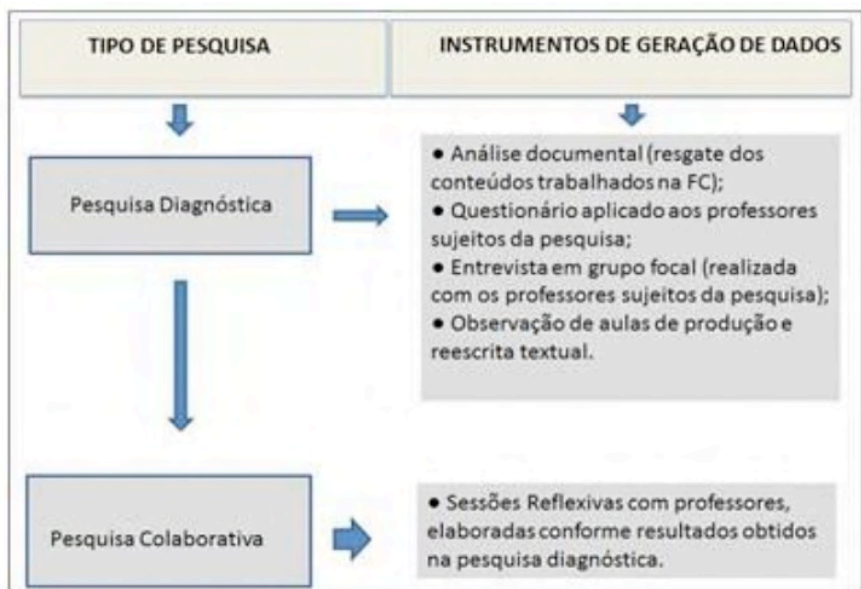 TIPO DE PESQUISA
INSTRUMENTOS DE GERAÇÃO DE DADOS
Pesquisa Diagnóstica
● Análise documental (resgate dos
conteúdos trabalhados na FC);
● Questionário aplicado aos professores
sujeitos da pesquisa;
● Entrevista em grupo focal (realizada
com os professores sujeitos da pesquisa);
● Observação de aulas de produção e
reescrita textual.
Pesquisa Colaborativa
● Sessões Reflexivas com professores,
elaboradas conforme resultados obtidos
na pesquisa diagnóstica.